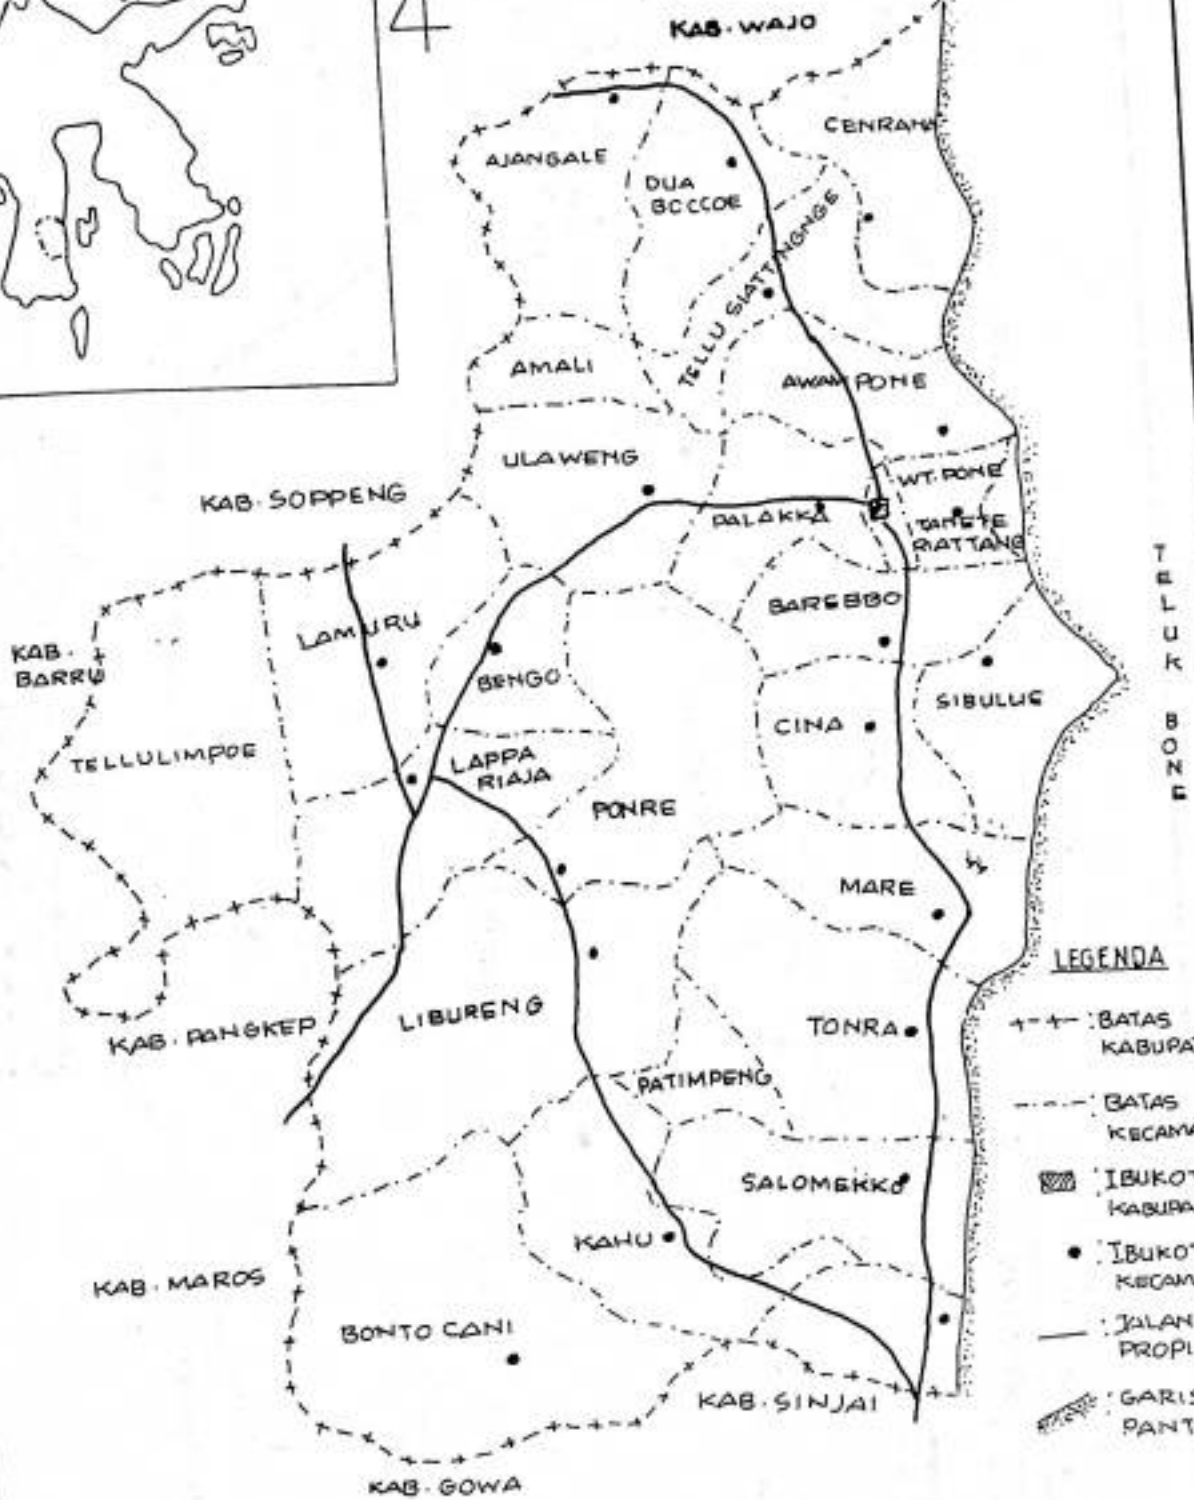 KAB. WAJO
CENRANA
AJANGALE
DUA
BOCCOE
TELLU SIATTINGNGE
AMALI
AWAMPONE
ULAWENG
KAB. SOPPENG
WT. PONE
PALAKKA
TANETE
RIATTANG
BAREBBO
LAMURU
KAB.
BARRU
BENGO
SIBULUE
CINA
TELLULIMPOE
LAPPA
RIAJA
PONRE
TELUK BONE
MARE
LIBURENG
TONRA
KAB. PANGKEP
PATIMPENG
SALOMEKKO
KAHU
KAB. MAROS
BONTO CANI
KAB. SINJAI
KAB. GOWA
LEGENDA
: BATAS
KABUPA
: BATAS
KECAMA
: IBUKOT
KABUPA
: IBUKOT
KECAM
: JALAN
PROPI
: GARIS
PANT